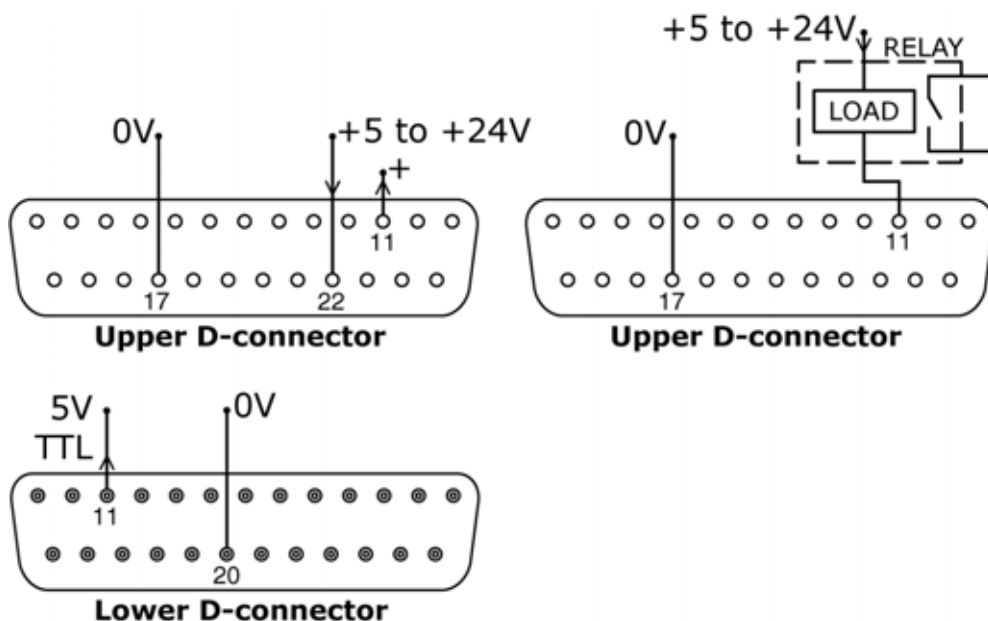 0V
+5 to +24V
+
11
17
22
Upper D-connector
+5 to +24V
RELAY
LOAD
0V
11
17
Upper D-connector
5V
TTL
0V
11
20
Lower D-connector